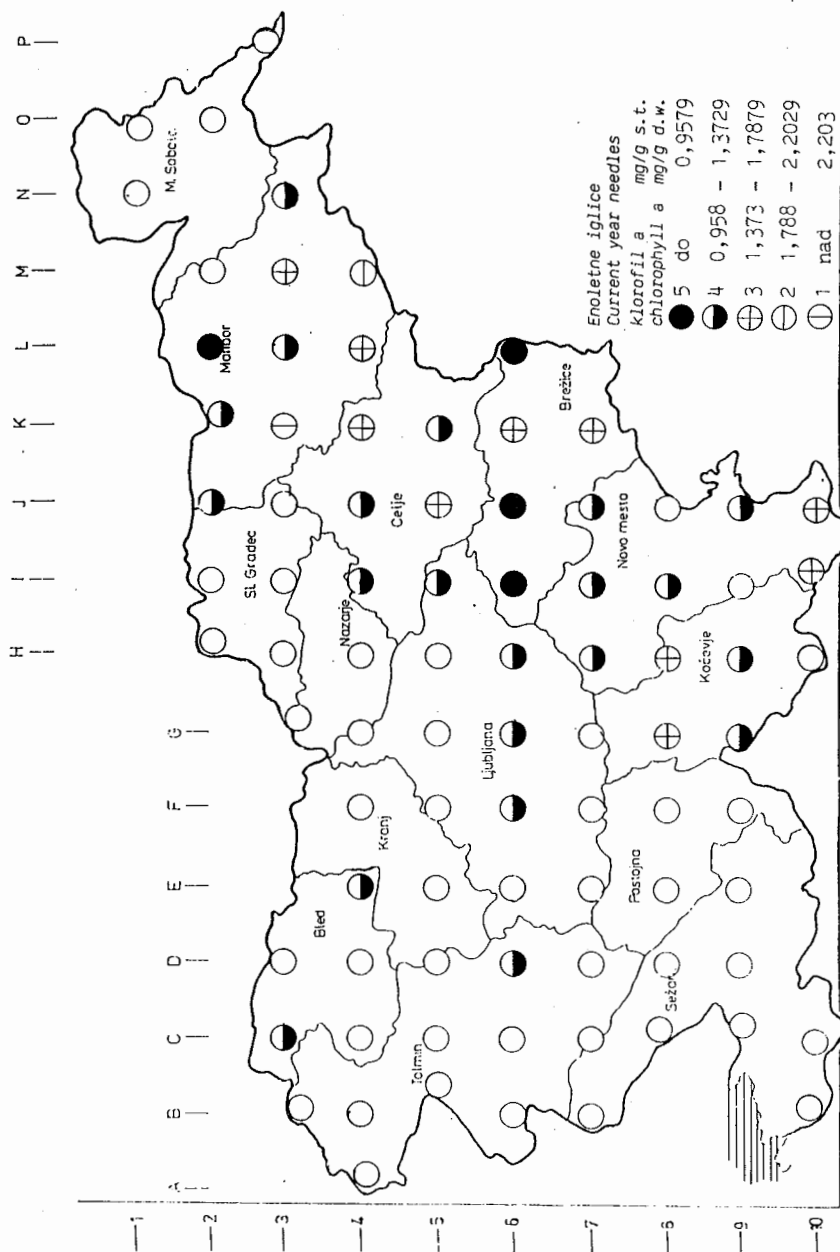 A B C D E F G H I J K L M N O P
1
2
3
4
5
6
7
8
9
10
M. Sobota
Maribor
Sl. Gradec
Celje
Nazarje
Brežice
Novo mesto
Kočevje
Ljubljana
Kranj
Bled
Postojna
Tolmin
Enoletne iglice
Current year needles
klorofil a mg/g s.t.
chlorophyll a mg/g d.w.
5 do 0,9579
4 0,958 - 1,3729
3 1,373 - 1,7879
2 1,788 - 2,2029
1 nad 2,203